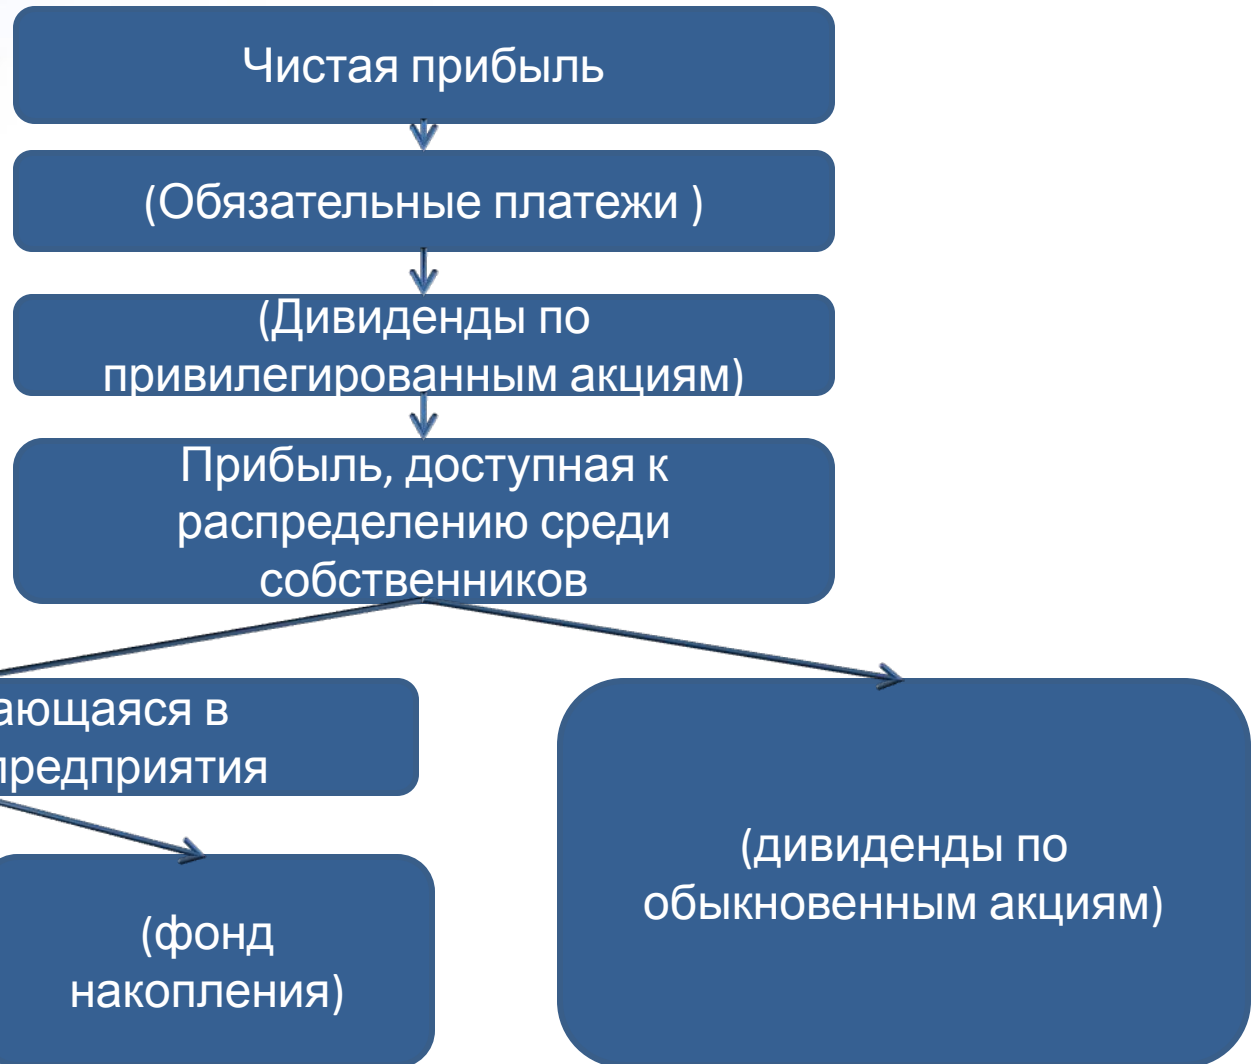 Чистая прибыль
(Обязательные платежи )
(Дивиденды по
привилегированным акциям)
Прибыль, доступная к
распределению среди
собственников
ающаяся в
предприятия
(дивиденды по
обыкновенным акциям)
(фонд
накопления)